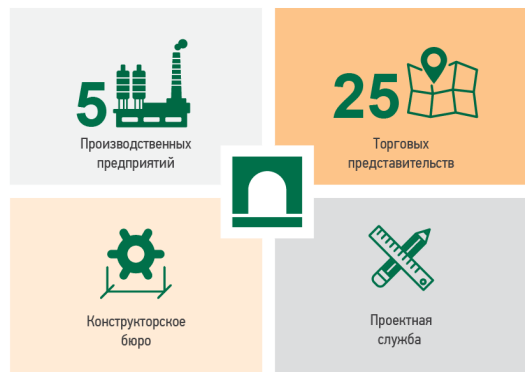 5
Производственных
предприятий
25
Торговых
представительств
Конструкторское
бюро
Проектная
служба